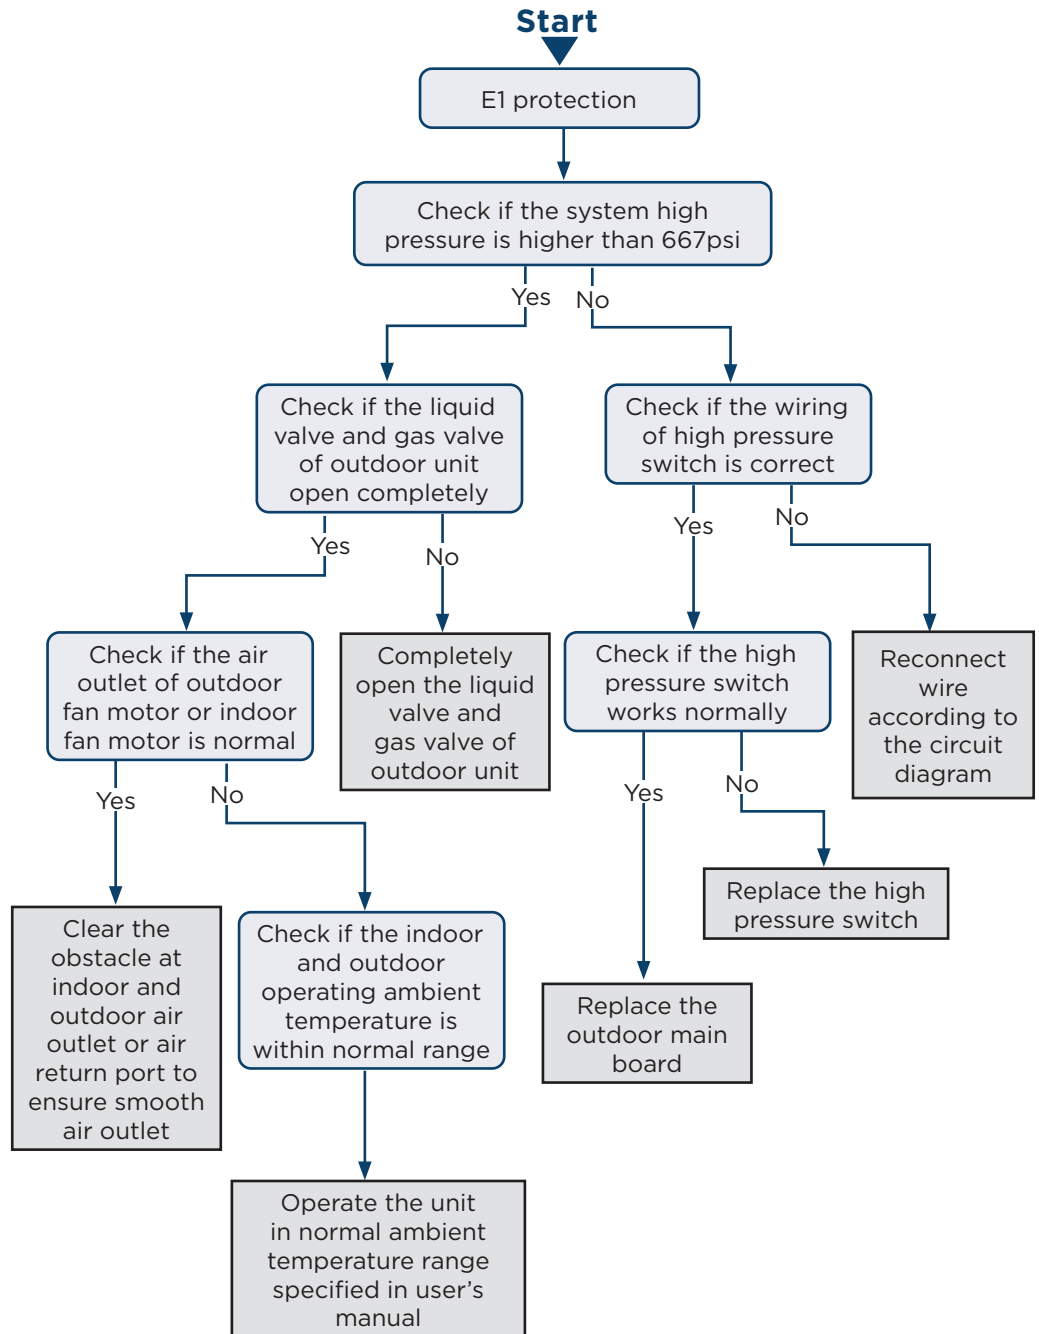 Start
E1 protection
Check if the system high
pressure is higher than 667psi
Yes
No
Check if the liquid
valve and gas valve
of outdoor unit
open completely
Check if the wiring
of high pressure
switch is correct
Yes
No
Yes
No
Check if the air
outlet of outdoor
fan motor or indoor
fan motor is normal
Completely
open the liquid
valve and
gas valve of
outdoor unit
Check if the high
pressure switch
works normally
Reconnect
wire
according to
the circuit
diagram
Yes
No
Yes
No
Clear the
obstacle at
indoor and
outdoor air
outlet or air
return port to
ensure smooth
air outlet
Check if the indoor
and outdoor
operating ambient
temperature is
within normal range
Replace the high
pressure switch
Replace the
outdoor main
board
Operate the unit
in normal ambient
temperature range
specified in user’s
manual